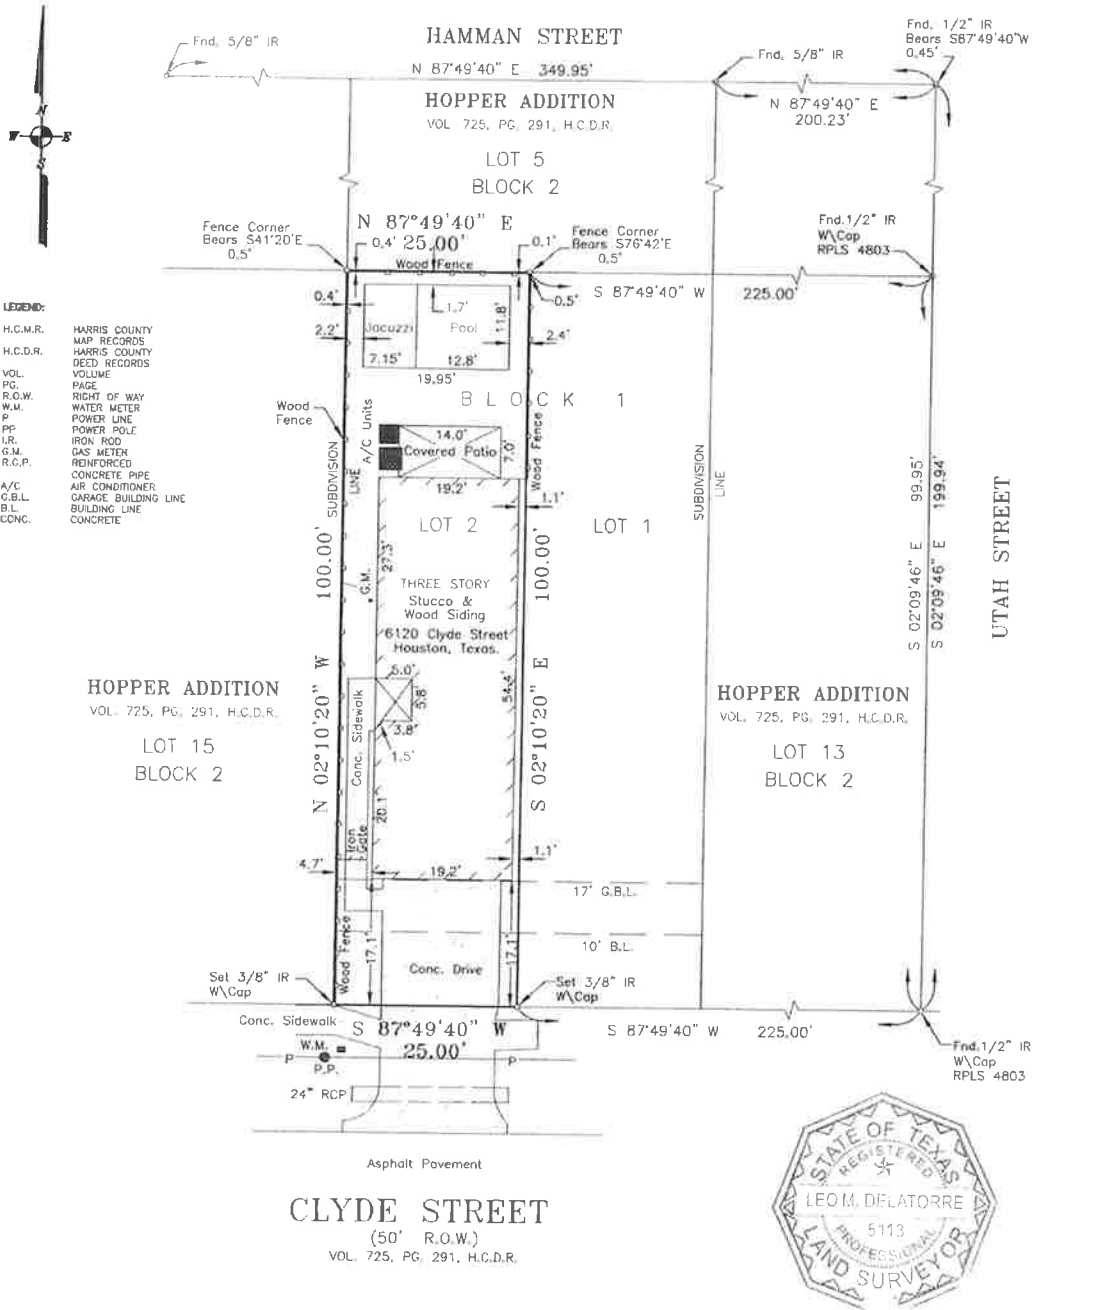 HAMMAN STREET
Fnd. 5/8" IR
N 87°49'40" E 349.95'
Fnd. 5/8" IR
Fnd. 1/2" IR
Bears S87°49'40"W
0.45'
N 87°49'40" E
200.23'
HOPPER ADDITION
VOL 725, PG. 291, H.C.D.R.
LOT 5
BLOCK 2
N
W E
S
Fence Corner
Bears S41°20'E
0.5'
N 87°49'40" E
25.00'
0.4'
0.1'
Wood Fence
Fence Corner
Bears S76°42'E
0.5'
Fnd.1/2" IR
W\Cap
RPLS 4803
S 87°49'40" W 225.00'
LEGEND:
H.C.M.R. HARRIS COUNTY
MAP RECORDS
H.C.D.R. HARRIS COUNTY
DEED RECORDS
VOL. VOLUME
PG. PAGE
R.O.W. RIGHT OF WAY
W.M. WATER METER
P POWER LINE
PP POWER POLE
I.R. IRON ROD
G.M. GAS METER
R.C.P. REINFORCED
CONCRETE PIPE
A/C AIR CONDITIONER
G.B.L. GARAGE BUILDING LINE
B.L. BUILDING LINE
CONC. CONCRETE
0.4'
0.5'
2.2'
2.4'
1.7'
Jacuzzi
Pool
11.8'
7.15'
12.8'
19.95'
BLOCK 1
Wood
Fence
A/C Units
14.0'
Covered Patio
7.0'
Wood Fence
19.2'
1.1'
SUBDIVISION
LINE
SUBDIVISION
LINE
LOT 2
LOT 1
27.3'
G.M.
THREE STORY
Stucco &
Wood Siding
6120 Clyde Street
Houston, Texas.
N 02°10'20" W 100.00'
S 02°10'20" E 100.00'
S 02°09'46" E 99.95'
S 02°09'46" E 199.94'
UTAH STREET
5.0'
5.8'
3.8'
1.5'
54.4'
Conc. Sidewalk
20.1'
Iron
Gate
HOPPER ADDITION
VOL. 725, PG. 291, H.C.D.R.
LOT 15
BLOCK 2
HOPPER ADDITION
VOL. 725, PG. 291, H.C.D.R.
LOT 13
BLOCK 2
4.7'
19.2'
1.1'
17' G.B.L.
10' B.L.
Wood Fence
17.1'
17.1'
Conc. Drive
Set 3/8" IR
W\Cap
Set 3/8" IR
W\Cap
Conc. Sidewalk
S 87°49'40" W
25.00'
S 87°49'40" W 225.00'
Fnd.1/2" IR
W\Cap
RPLS 4803
W.M.
P
P.P.
P
24" RCP
Asphalt Pavement
CLYDE STREET
(50' R.O.W.)
VOL. 725, PG. 291, H.C.D.R.
STATE OF TEXAS
REGISTERED
LEO M. DELATORRE
5113
PROFESSIONAL
LAND SURVEYOR